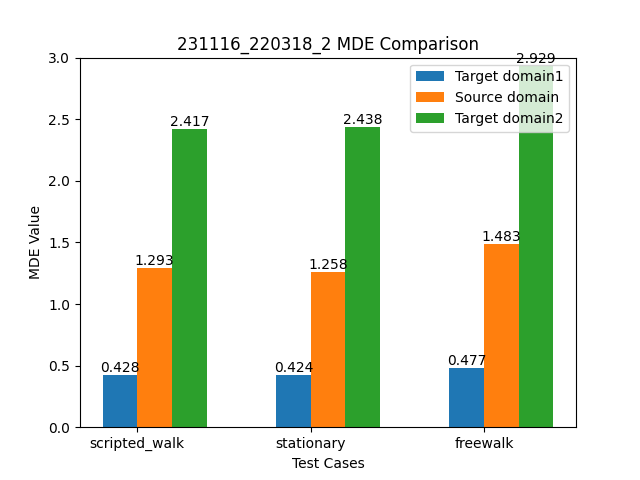 231116_220318_2 MDE Comparison
3.0
2.5
2.0
1.5
1.0
0.5
0.0
MDE Value
2.929
Target domain1
Source domain
Target domain2
2.417
2.438
1.293
1.258
1.483
0.428
0.424
0.477
scripted_walk
stationary
freewalk
Test Cases